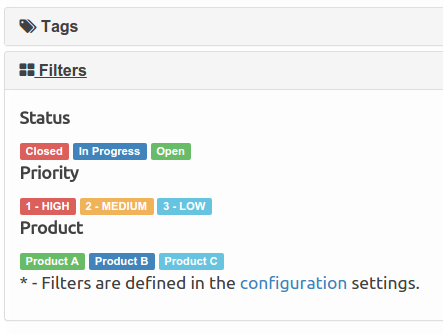 Tags
Filters
Status
Closed In Progress Open
Priority
1 - HIGH 2 - MEDIUM 3 - LOW
Product
Product A Product B Product C
* - Filters are defined in the configuration settings.